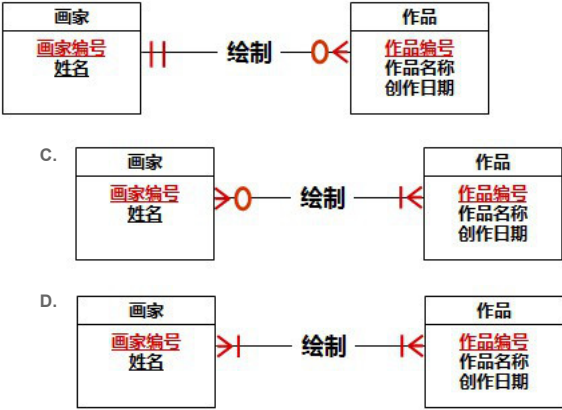 画家
作品
画家编号
姓名
绘制
作品编号
作品名称
创作日期
C.
画家
作品
画家编号
姓名
绘制
作品编号
作品名称
创作日期
D.
画家
作品
画家编号
姓名
绘制
作品编号
作品名称
创作日期